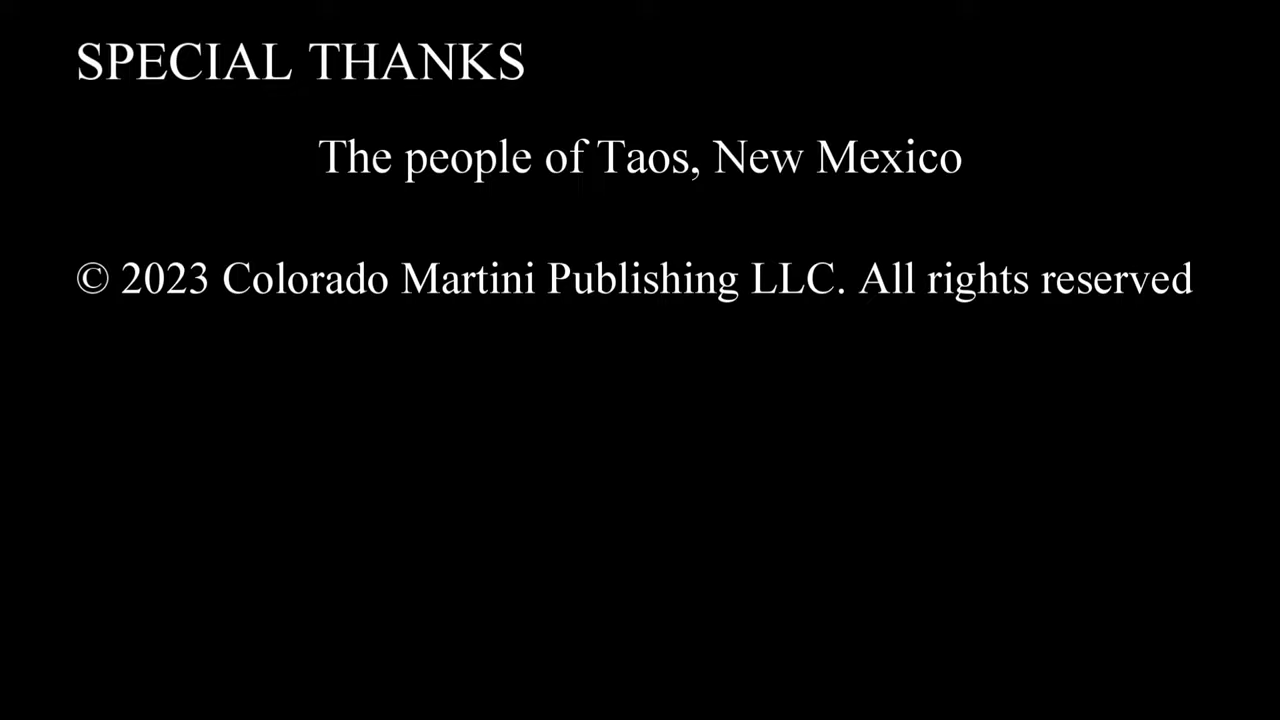 SPECIAL THANKS
The people of Taos, New Mexico
© 2023 Colorado Martini Publishing LLC. All rights reserved